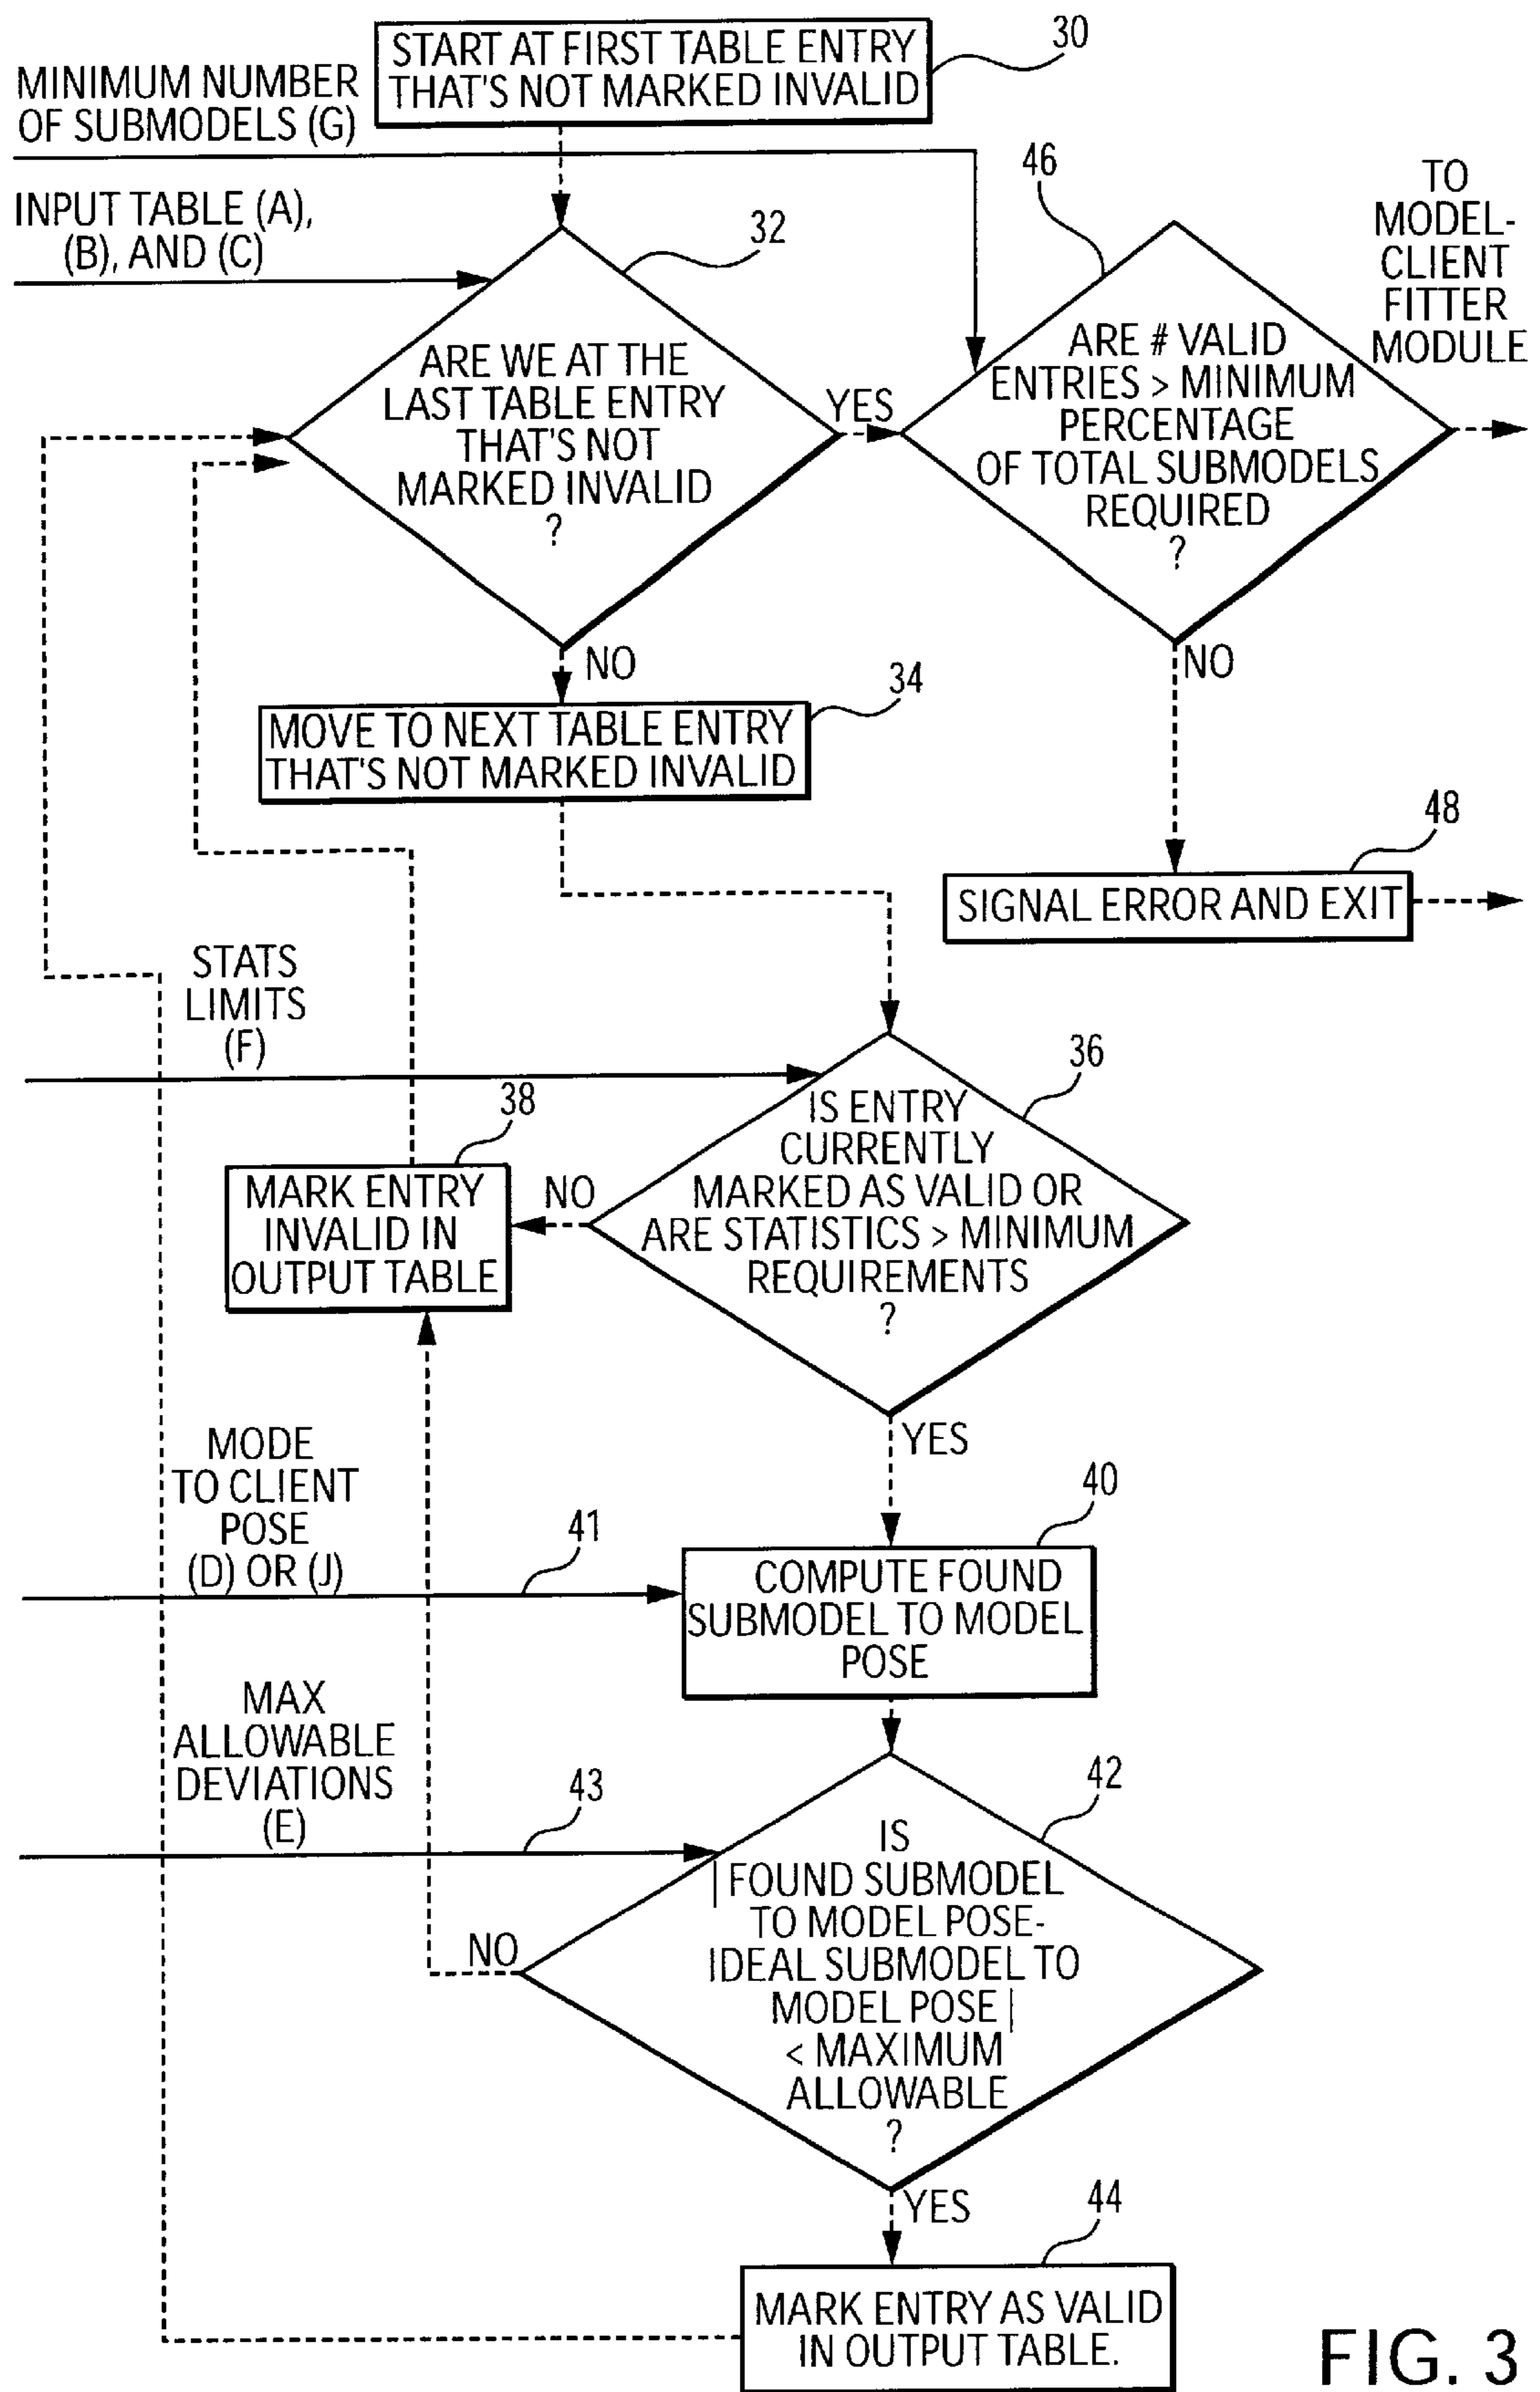 START AT FIRST TABLE ENTRY
THAT'S NOT MARKED INVALID
30
MINIMUM NUMBER
OF SUBMODELS (G)
INPUT TABLE (A),
(B), AND (C)
32
ARE WE AT THE
LAST TABLE ENTRY
THAT'S NOT
MARKED INVALID
?
YES
46
ARE # VALID
ENTRIES > MINIMUM
PERCENTAGE
OF TOTAL SUBMODELS
REQUIRED
?
TO
MODEL-
CLIENT
FITTER
MODULE
NO
NO
34
MOVE TO NEXT TABLE ENTRY
THAT'S NOT MARKED INVALID
48
SIGNAL ERROR AND EXIT
STATS
LIMITS
(F)
36
IS ENTRY
CURRENTLY
MARKED AS VALID OR
ARE STATISTICS > MINIMUM
REQUIREMENTS
?
38
NO
MARK ENTRY
INVALID IN
OUTPUT TABLE
YES
MODE
TO CLIENT
POSE
(D) OR (J)
41
40
COMPUTE FOUND
SUBMODEL TO MODEL
POSE
MAX
ALLOWABLE
DEVIATIONS
(E)
43
42
IS
| FOUND SUBMODEL
TO MODEL POSE-
IDEAL SUBMODEL TO
MODEL POSE |
< MAXIMUM
ALLOWABLE
?
NO
YES
44
MARK ENTRY AS VALID
IN OUTPUT TABLE.
FIG. 3